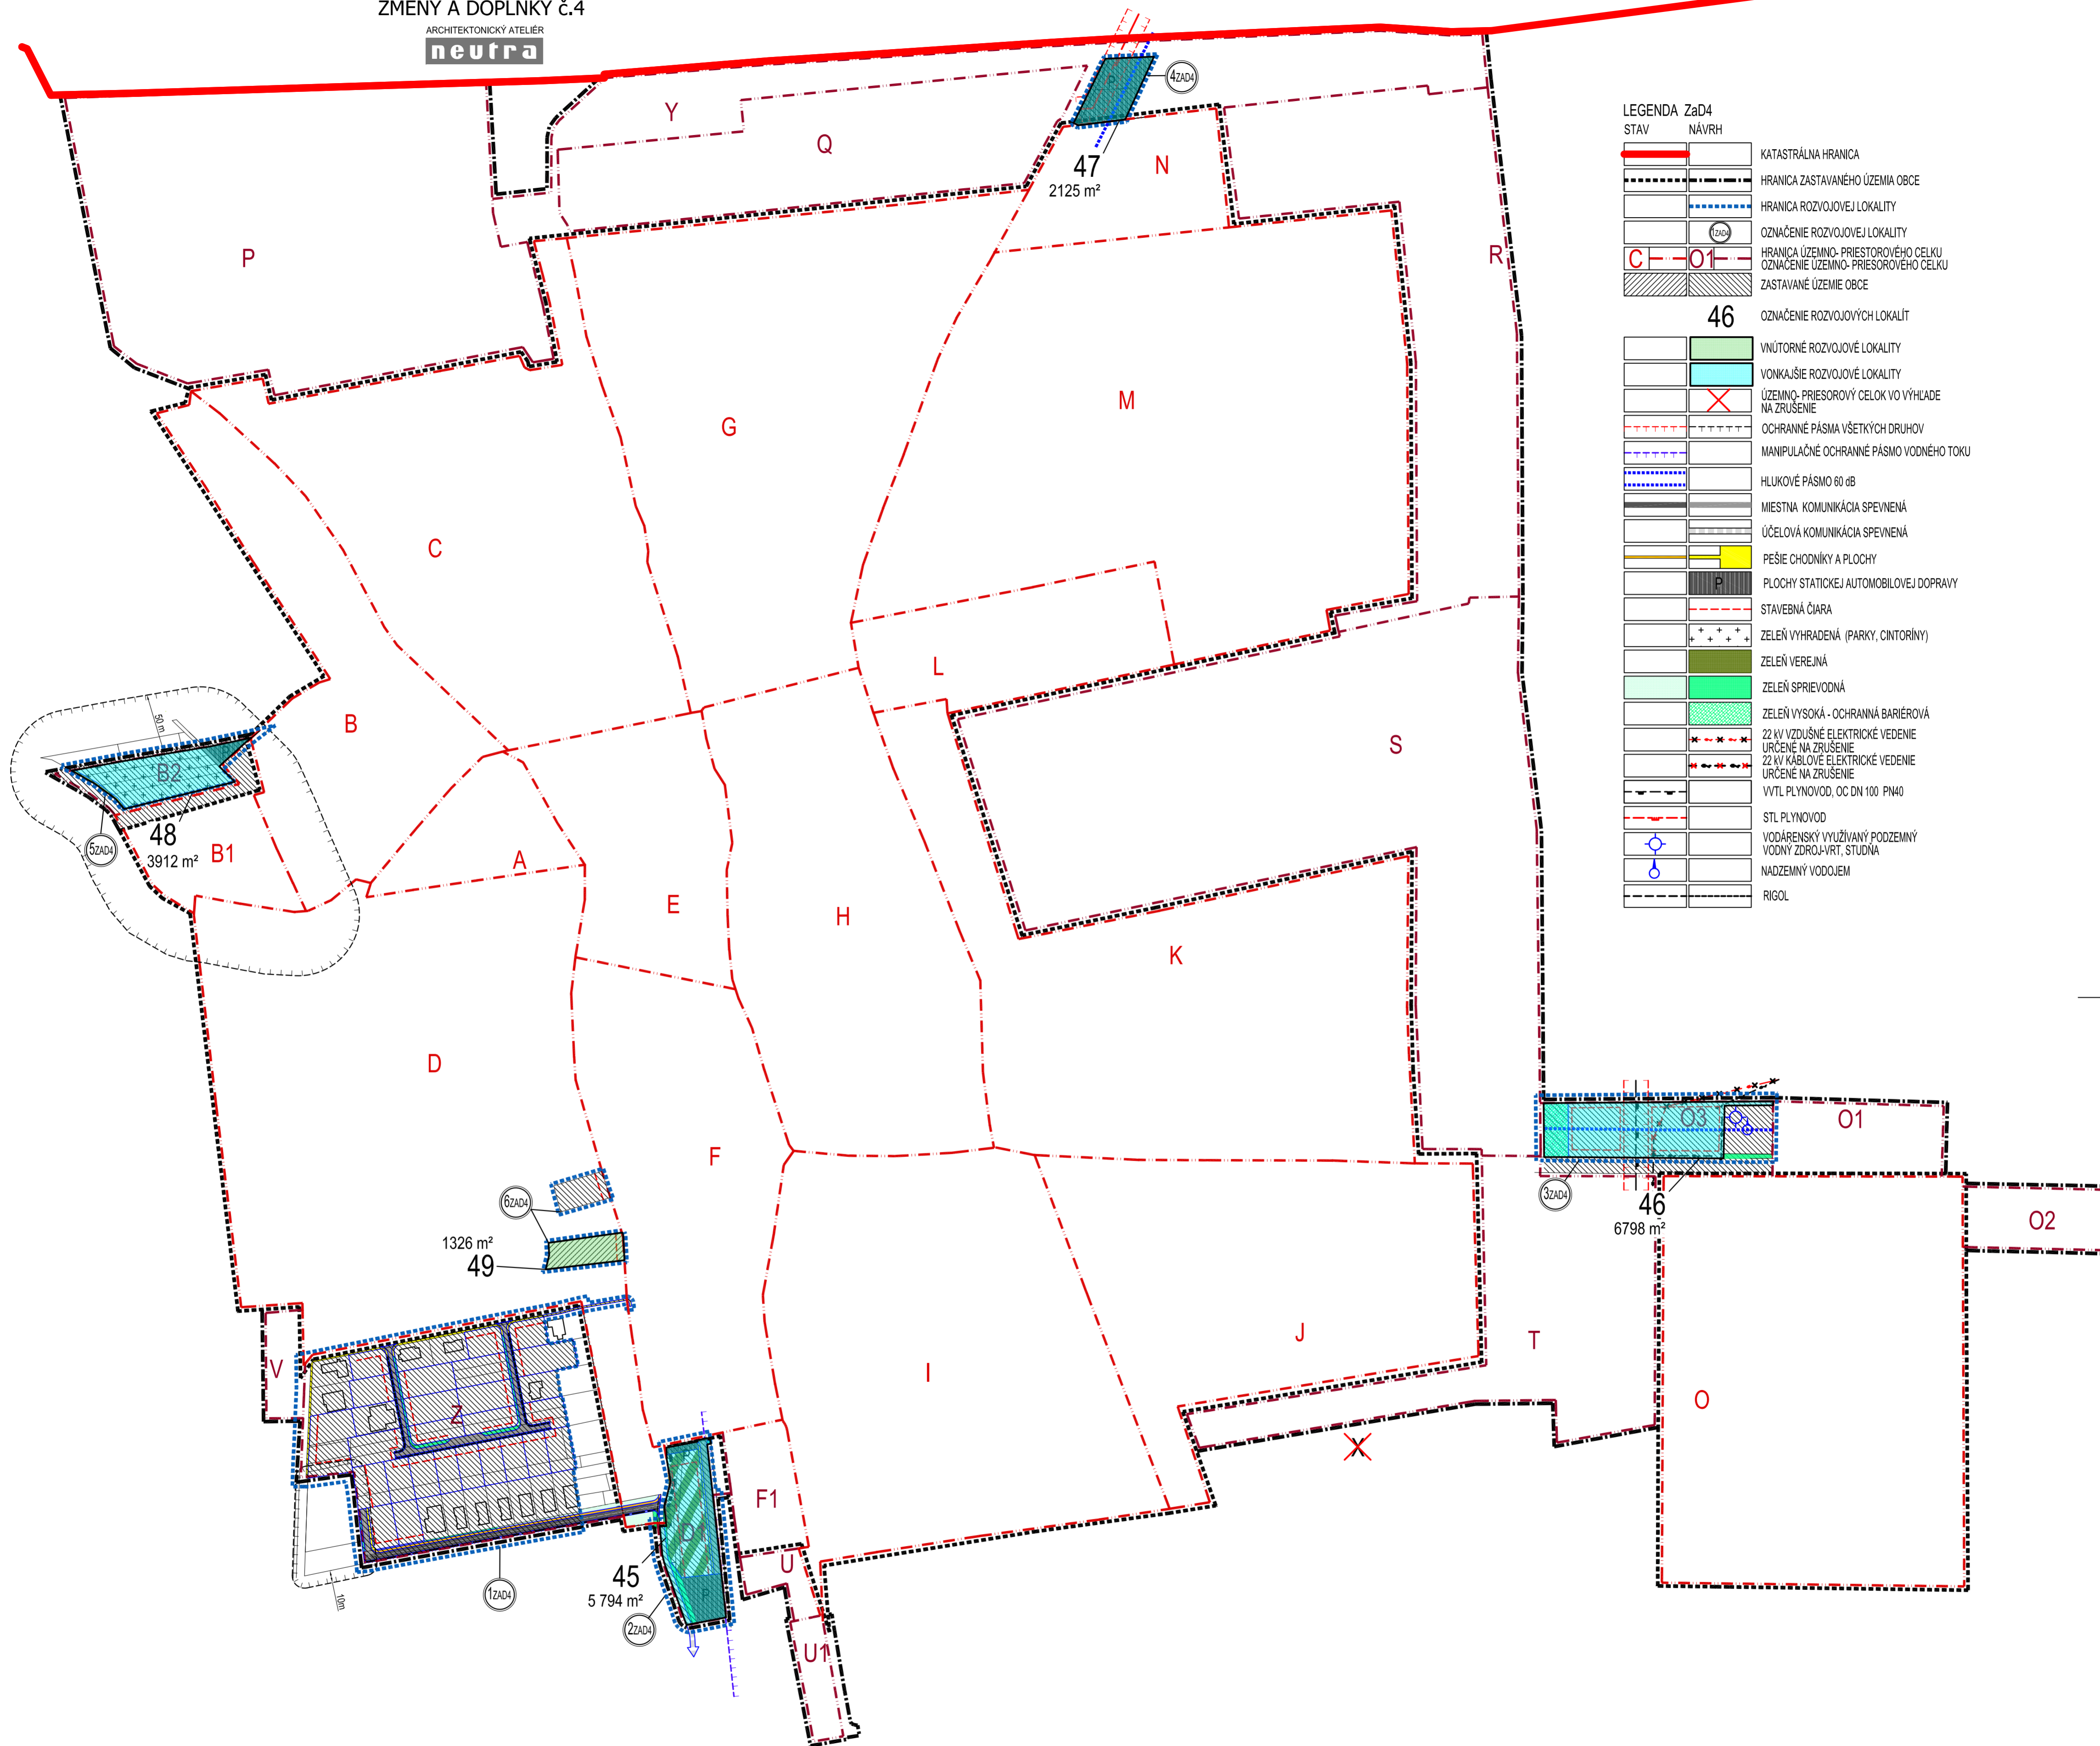 ZMENY A DOPLNKY č.4
ARCHITEKTONICKÝ ATELIÉR
neutra
LEGENDA ZaD4
STAV NÁVRH
KATASTRÁLNA HRANICA
HRANICA ZASTAVANÉHO ÚZEMIA OBCE
HRANICA ROZVOJOVEJ LOKALITY
1ZAD4 OZNAČENIE ROZVOJOVEJ LOKALITY
C O1 HRANICA ÚZEMNO- PRIESTOROVÉHO CELKU
OZNAČENIE ÚZEMNO- PRIESOROVÉHO CELKU
ZASTAVANÉ ÚZEMIE OBCE
46 OZNAČENIE ROZVOJOVÝCH LOKALÍT
VNÚTORNÉ ROZVOJOVÉ LOKALITY
VONKAJŠIE ROZVOJOVÉ LOKALITY
ÚZEMNO- PRIESOROVÝ CELOK VO VÝHĽADE
NA ZRUŠENIE
OCHRANNÉ PÁSMA VŠETKÝCH DRUHOV
MANIPULAČNÉ OCHRANNÉ PÁSMO VODNÉHO TOKU
HLUKOVÉ PÁSMO 60 dB
MIESTNA KOMUNIKÁCIA SPEVNENÁ
ÚČELOVÁ KOMUNIKÁCIA SPEVNENÁ
PEŠIE CHODNÍKY A PLOCHY
P PLOCHY STATICKEJ AUTOMOBILOVEJ DOPRAVY
STAVEBNÁ ČIARA
ZELEŇ VYHRADENÁ (PARKY, CINTORÍNY)
ZELEŇ VEREJNÁ
ZELEŇ SPRIEVODNÁ
ZELEŇ VYSOKÁ - OCHRANNÁ BARIÉROVÁ
22 kV VZDUŠNÉ ELEKTRICKÉ VEDENIE
URČENÉ NA ZRUŠENIE
22 kV KÁBLOVÉ ELEKTRICKÉ VEDENIE
URČENÉ NA ZRUŠENIE
VVTL PLYNOVOD, OC DN 100 PN40
STL PLYNOVOD
VODÁRENSKÝ VYUŽÍVANÝ PODZEMNÝ
VODNÝ ZDROJ-VRT, STUDŇA
NADZEMNÝ VODOJEM
RIGOL
P
4ZAD4
Y
Q
47
2125 m²
N
P
R
M
G
C
L
B
50 m
P
B2
S
5ZAD4
48
3912 m²
B1
A
E
H
K
D
O3
O1
F
6ZAD4
3ZAD4
46
6798 m²
O2
1326 m²
49
J
T
V
I
O
Z
X
F1
D1
U
45
5 794 m²
P
1ZAD4
10m
2ZAD4
U1